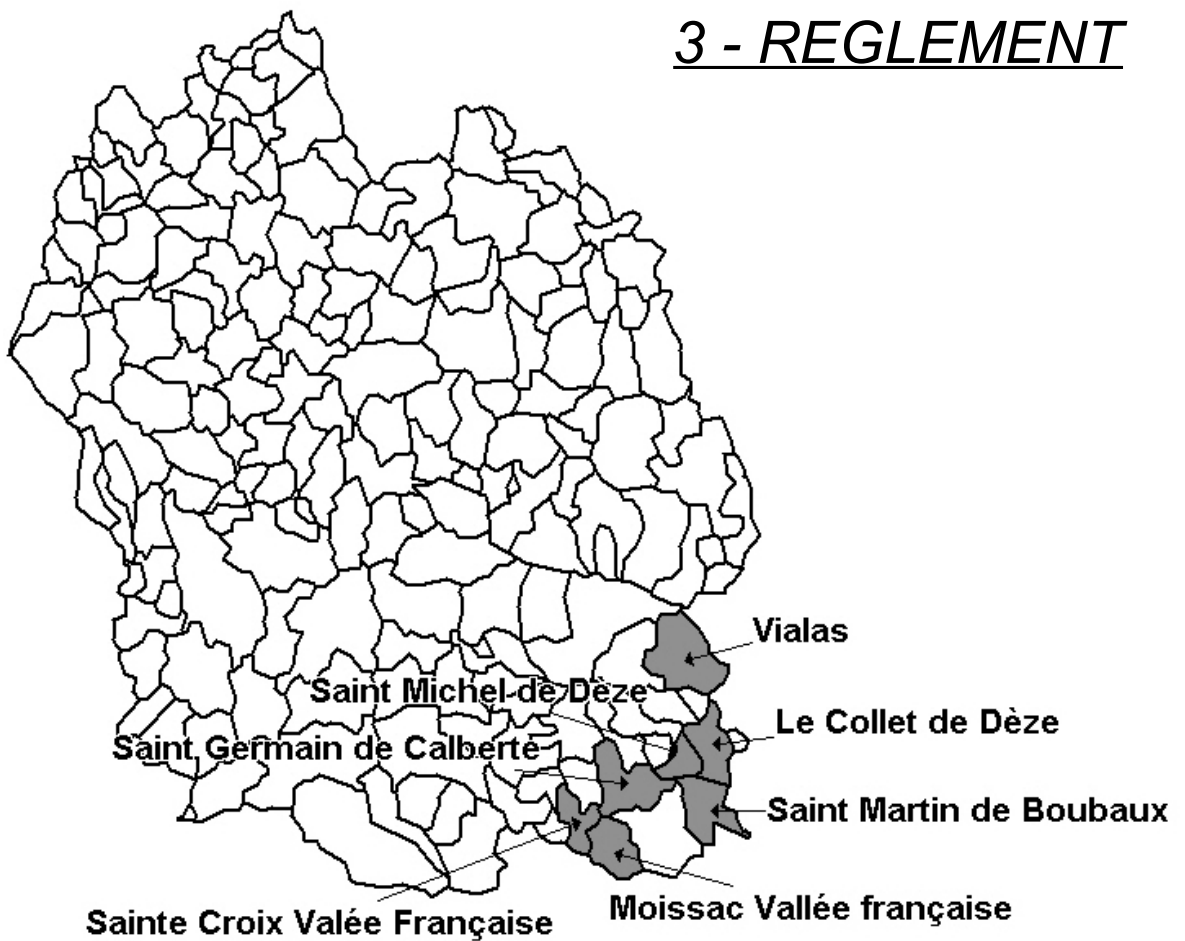 3 - REGLEMENT
Vialas
Saint Michel de Dèze
Le Collet de Dèze
Saint Germain de Calberte
Saint Martin de Boubaux
Moissac Vallée française
Sainte Croix Valée Française